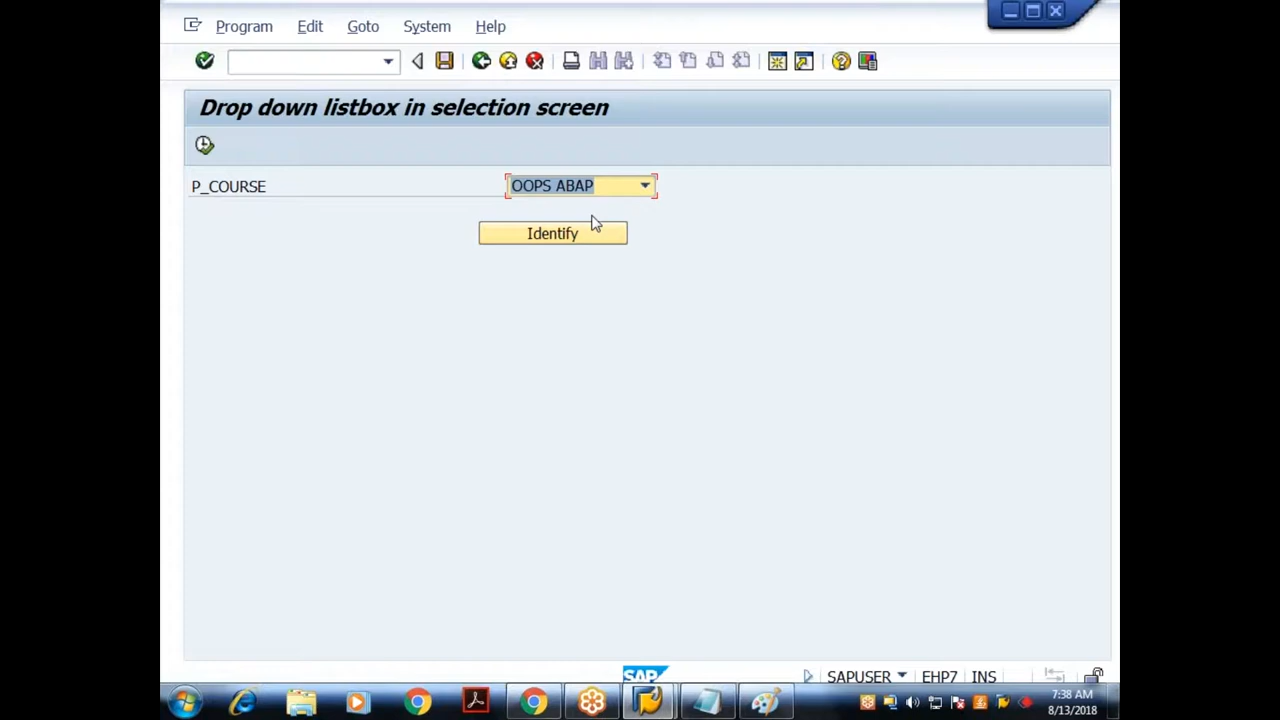 Program Edit Goto System Help
Drop down listbox in selection screen
P_COURSE OOPS ABAP
Identify
SAP
SAPUSER EHP7 INS
7:38 AM
8/13/2018